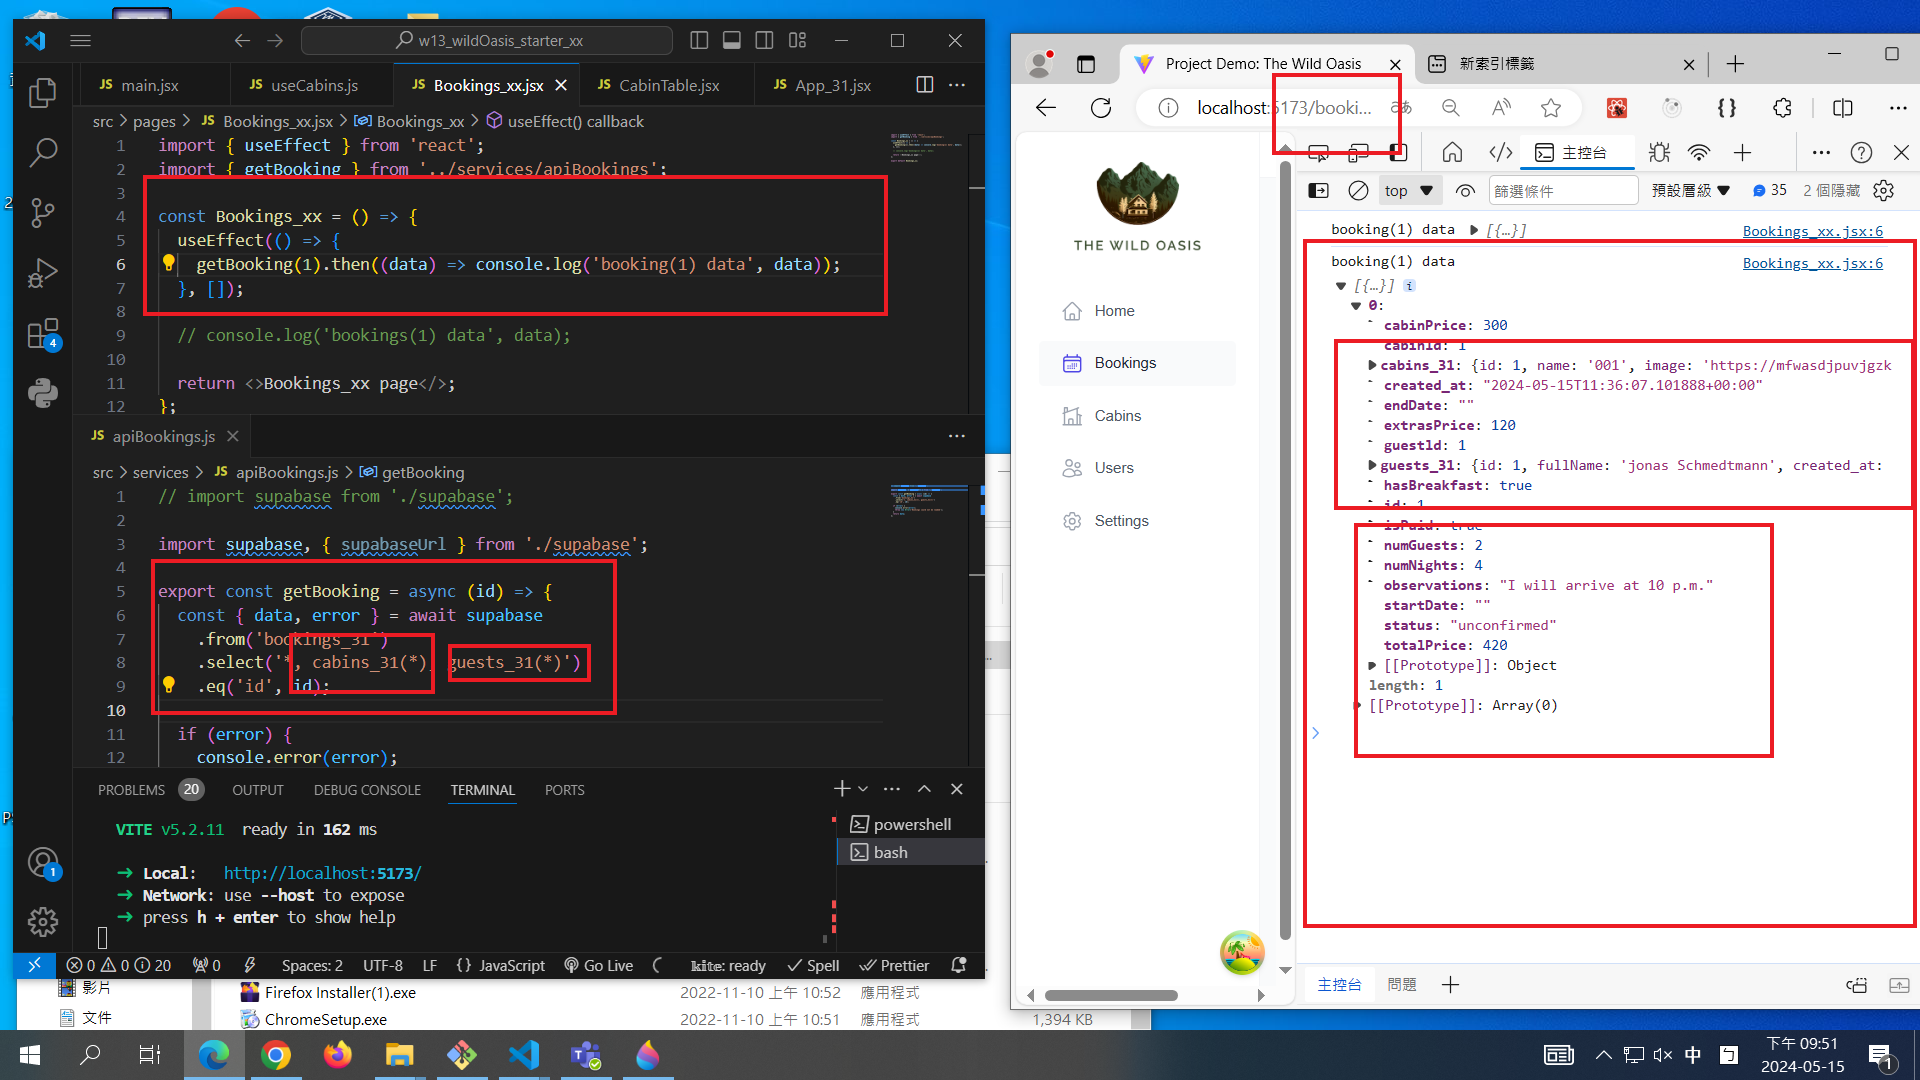 w13_wildOasis_starter_xx
JS main.jsx
JS useCabins.js
JS Bookings_xx.jsx
JS CabinTable.jsx
JS App_31.jsx
src > pages > JS Bookings_xx.jsx > Bookings_xx > useEffect() callback
1 import { useEffect } from 'react';
2 import { getBooking } from '../services/apiBookings';
3
4 const Bookings_xx = () => {
5 useEffect(() => {
6 getBooking(1).then((data) => console.log('booking(1) data', data));
7 }, []);
8
9 // console.log('bookings(1) data', data);
10
11 return <>Bookings_xx page</>;
12 };
JS apiBookings.js
src > services > JS apiBookings.js > getBooking
1 // import supabase from './supabase';
2
3 import supabase, { supabaseUrl } from './supabase';
4
5 export const getBooking = async (id) => {
6 const { data, error } = await supabase
7 .from('bookings_31')
8 .select('*, cabins_31(*), guests_31(*)')
9 .eq('id', id);
10
11 if (error) {
12 console.error(error);
PROBLEMS 20 OUTPUT DEBUG CONSOLE TERMINAL PORTS
VITE v5.2.11 ready in 162 ms
➜ Local: http://localhost:5173/
➜ Network: use --host to expose
➜ press h + enter to show help
powershell
bash
4
1
0 0 20 0 Spaces: 2 UTF-8 LF {} JavaScript Go Live kite: ready Spell Prettier
影片
文件
Firefox Installer(1).exe 2022-11-10 上午 10:52 應用程式
ChromeSetup.exe 2022-11-10 上午 10:51 應用程式 1,394 KB
Project Demo: The Wild Oasis
新索引標籤
localhost:5173/booki...
THE WILD OASIS
Home
Bookings
Cabins
Users
Settings
主控台
top 篩選條件 預設層級 35 2 個隱藏
booking(1) data ▶ [{…}] Bookings_xx.jsx:6
booking(1) data Bookings_xx.jsx:6
▼ [{…}] i
▼ 0:
cabinPrice: 300
cabinId: 1
▶ cabins_31: {id: 1, name: '001', image: 'https://mfwasdjpuvjgzk
created_at: "2024-05-15T11:36:07.101888+00:00"
endDate: ""
extrasPrice: 120
guestld: 1
▶ guests_31: {id: 1, fullName: 'jonas Schmedtmann', created_at:
hasBreakfast: true
id: 1
isPaid: true
numGuests: 2
numNights: 4
observations: "I will arrive at 10 p.m."
startDate: ""
status: "unconfirmed"
totalPrice: 420
▶ [[Prototype]]: Object
length: 1
▶ [[Prototype]]: Array(0)
主控台 問題
中
下午 09:51
2024-05-15
1